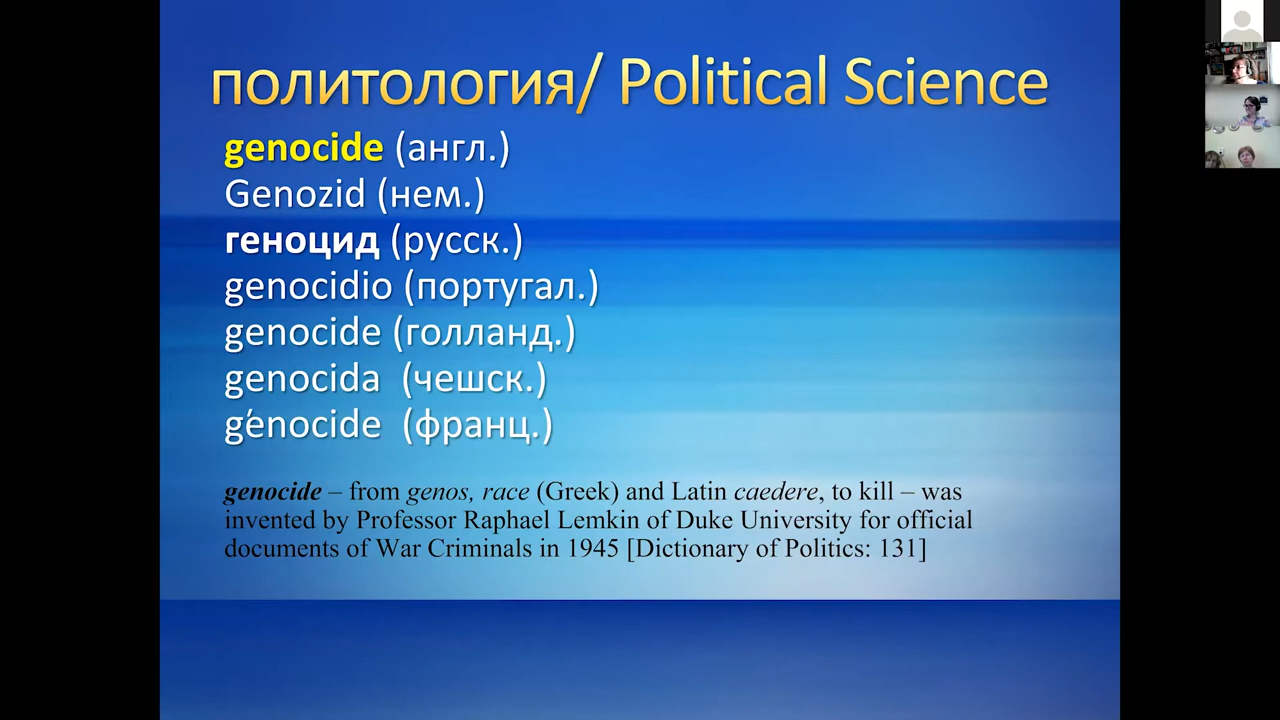 политология/ Political Science
genocide (англ.)
Genozid (нем.)
геноцид (русск.)
genocidio (португал.)
genocide (голланд.)
genocida (чешск.)
ǵenocide (франц.)
genocide – from genos, race (Greek) and Latin caedere, to kill – was
invented by Professor Raphael Lemkin of Duke University for official
documents of War Criminals in 1945 [Dictionary of Politics: 131]